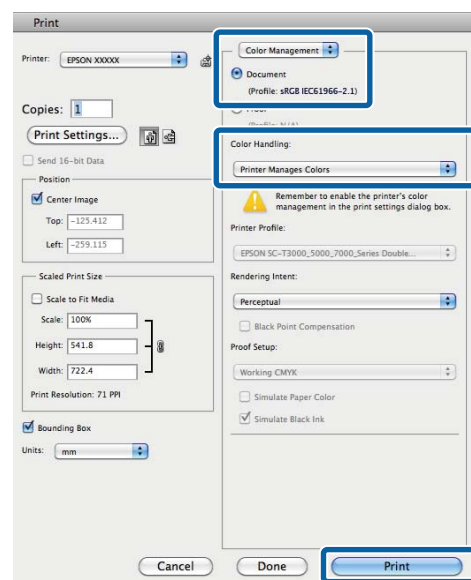 Print
Printer: EPSON XXXXX
Copies: 1
Print Settings...
Send 16-bit Data
Position
Center Image
Top: -125.412
Left: -259.115
Scaled Print Size
Scale to Fit Media
Scale: 100%
Height: 541.8
Width: 722.4
Print Resolution: 71 PPI
Bounding Box
Units: mm
Color Management
Document
(Profile: sRGB IEC61966-2.1)
Color Handling:
Printer Manages Colors
Remember to enable the printer's color
management in the print settings dialog box.
Printer Profile:
EPSON SC-T3000_5000_7000_Series Double...
Rendering Intent:
Perceptual
Black Point Compensation
Proof Setup:
Working CMYK
Simulate Paper Color
Simulate Black Ink
Cancel
Done
Print